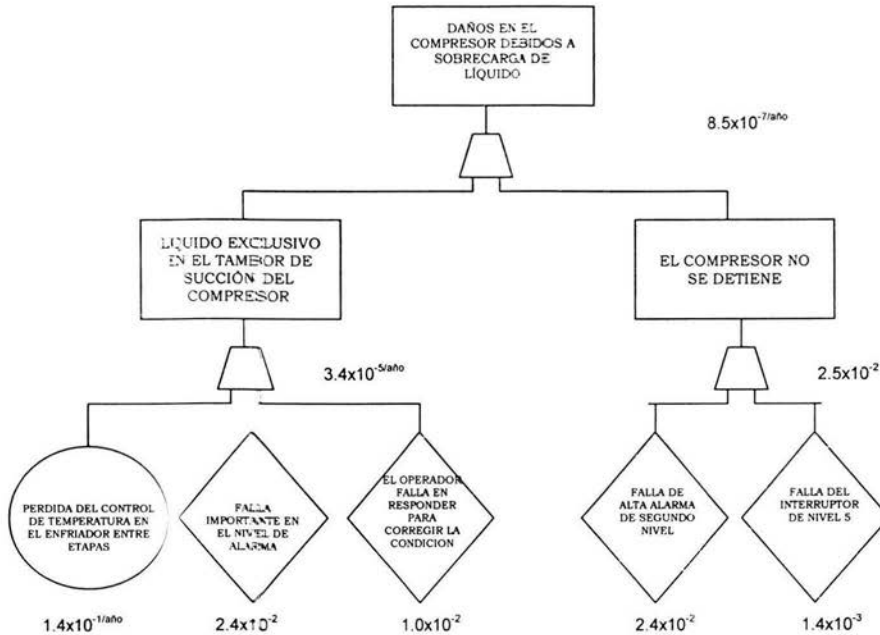 DAÑOS EN EL
COMPRESOR DEBIDOS A
SOBRECARGA DE
LÍQUIDO
8.5x10⁻⁷/año
LIQUIDO EXCLUSIVO
EN EL TAMBOR DE
SUCCIÓN DEL
COMPRESOR
EL COMPRESOR NO
SE DETIENE
3.4x10⁻⁵/año
2.5x10⁻²
PERDIDA DEL CONTROL
DE TEMPERATURA EN
EL ENFRIADOR ENTRE
ETAPAS
FALLA
IMPORTANTE EN
EL NIVEL DE
ALARMA
EL OPERADOR
FALLA EN
RESPONDER
PARA
CORREGIR LA
CONDICION
FALLA DE
ALTA ALARMA
DE SEGUNDO
NIVEL
FALLA DEL
INTERRUPTOR
DE NIVEL S
1.4x10⁻¹/año
2.4x10⁻²
1.0x10⁻²
2.4x10⁻²
1.4x10⁻³